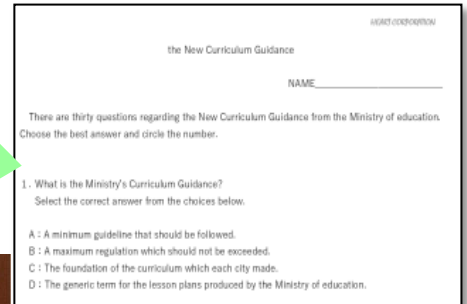 HEART CORPORATION
the New Curriculum Guidance
NAME
There are thirty questions regarding the New Curriculum Guidance from the Ministry of education.
Choose the best answer and circle the number.
1. What is the Ministry's Curriculum Guidance?
Select the correct answer from the choices below.
A：A minimum guideline that should be followed.
B：A maximum regulation which should not be exceeded.
C：The foundation of the curriculum which each city made.
D：The generic term for the lesson plans produced by the Ministry of education.